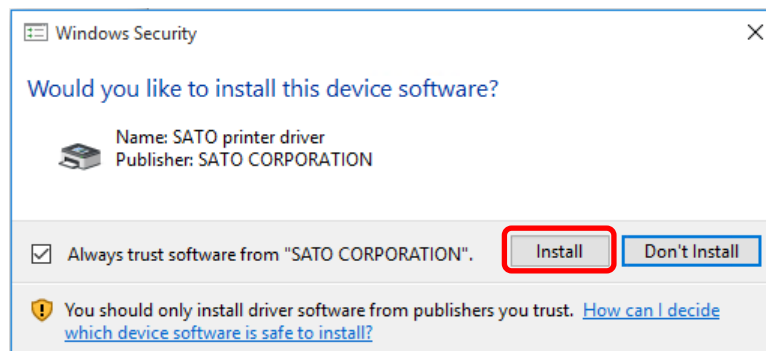 Windows Security
Would you like to install this device software?
Name: SATO printer driver
Publisher: SATO CORPORATION
Always trust software from "SATO CORPORATION".
Install
Don't Install
You should only install driver software from publishers you trust. How can I decide
which device software is safe to install?